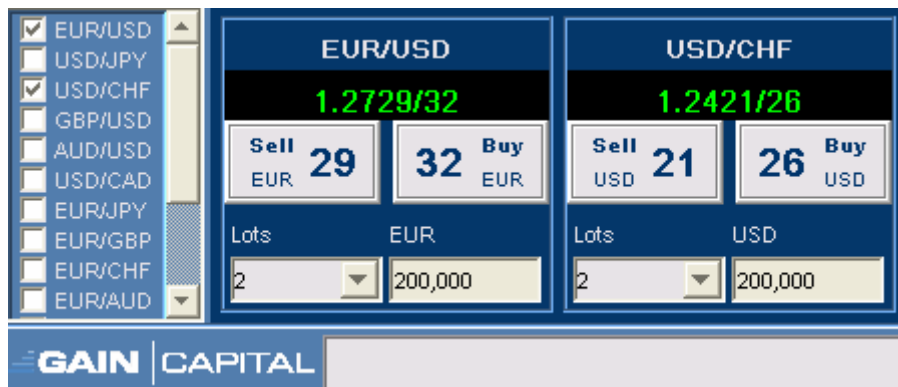 EUR/USD
USD/JPY
USD/CHF
GBP/USD
AUD/USD
USD/CAD
EUR/JPY
EUR/GBP
EUR/CHF
EUR/AUD
EUR/USD
1.2729/32
Sell
EUR
29
32
Buy
EUR
Lots
EUR
2
200,000
USD/CHF
1.2421/26
Sell
USD
21
26
Buy
USD
Lots
USD
2
200,000
GAIN CAPITAL